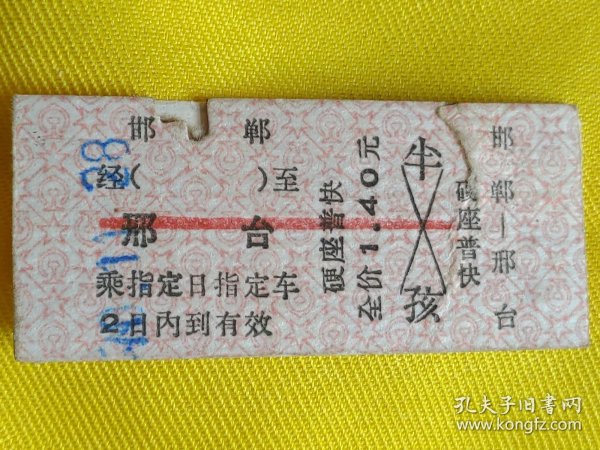 邯 郸
经( )至
邢 台
乘指定日指定车
2日内到有效
28
硬座普快
全价1.40元
半
孩
硬座普快
邯郸—邢台
孔夫子旧书网
www.kongfz.com